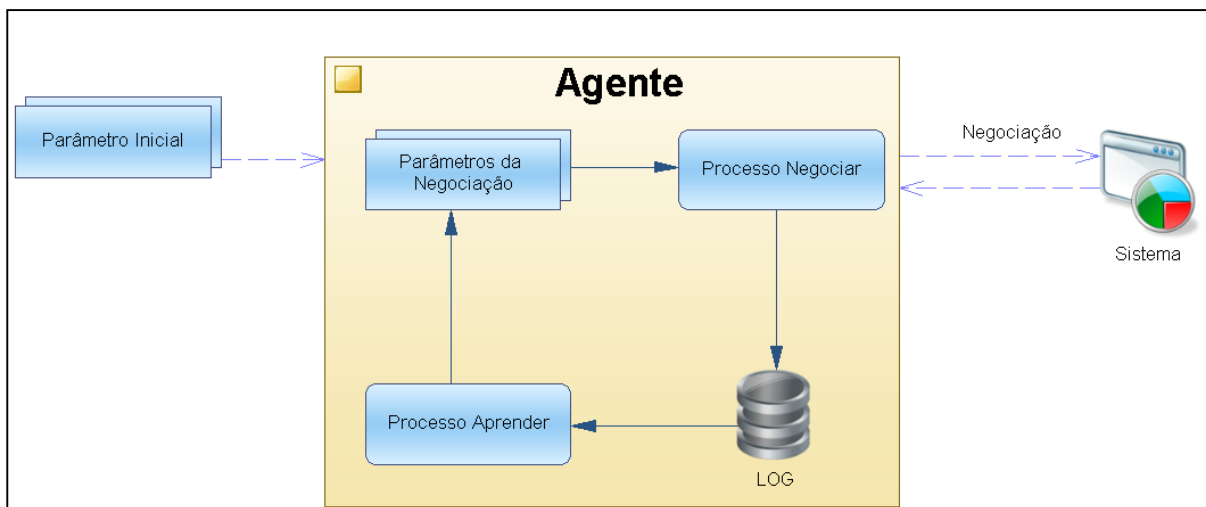 Agente
Parâmetro Inicial
Parâmetros da
Negociação
Processo Negociar
Negociação
Sistema
Processo Aprender
LOG